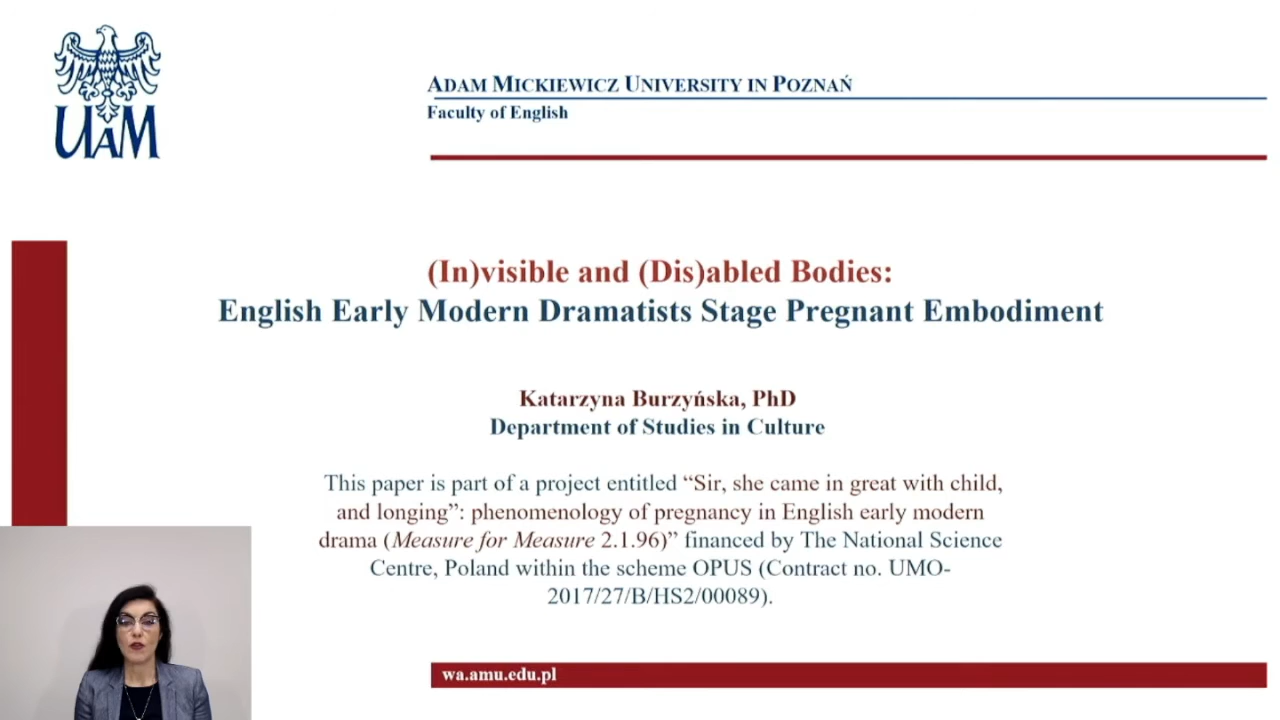 UAM
ADAM MICKIEWICZ UNIVERSITY IN POZNAŃ
Faculty of English
(In)visible and (Dis)abled Bodies:
English Early Modern Dramatists Stage Pregnant Embodiment
Katarzyna Burzyńska, PhD
Department of Studies in Culture
This paper is part of a project entitled “Sir, she came in great with child,
and longing”: phenomenology of pregnancy in English early modern
drama (Measure for Measure 2.1.96)” financed by The National Science
Centre, Poland within the scheme OPUS (Contract no. UMO-
2017/27/B/HS2/00089).
wa.amu.edu.pl